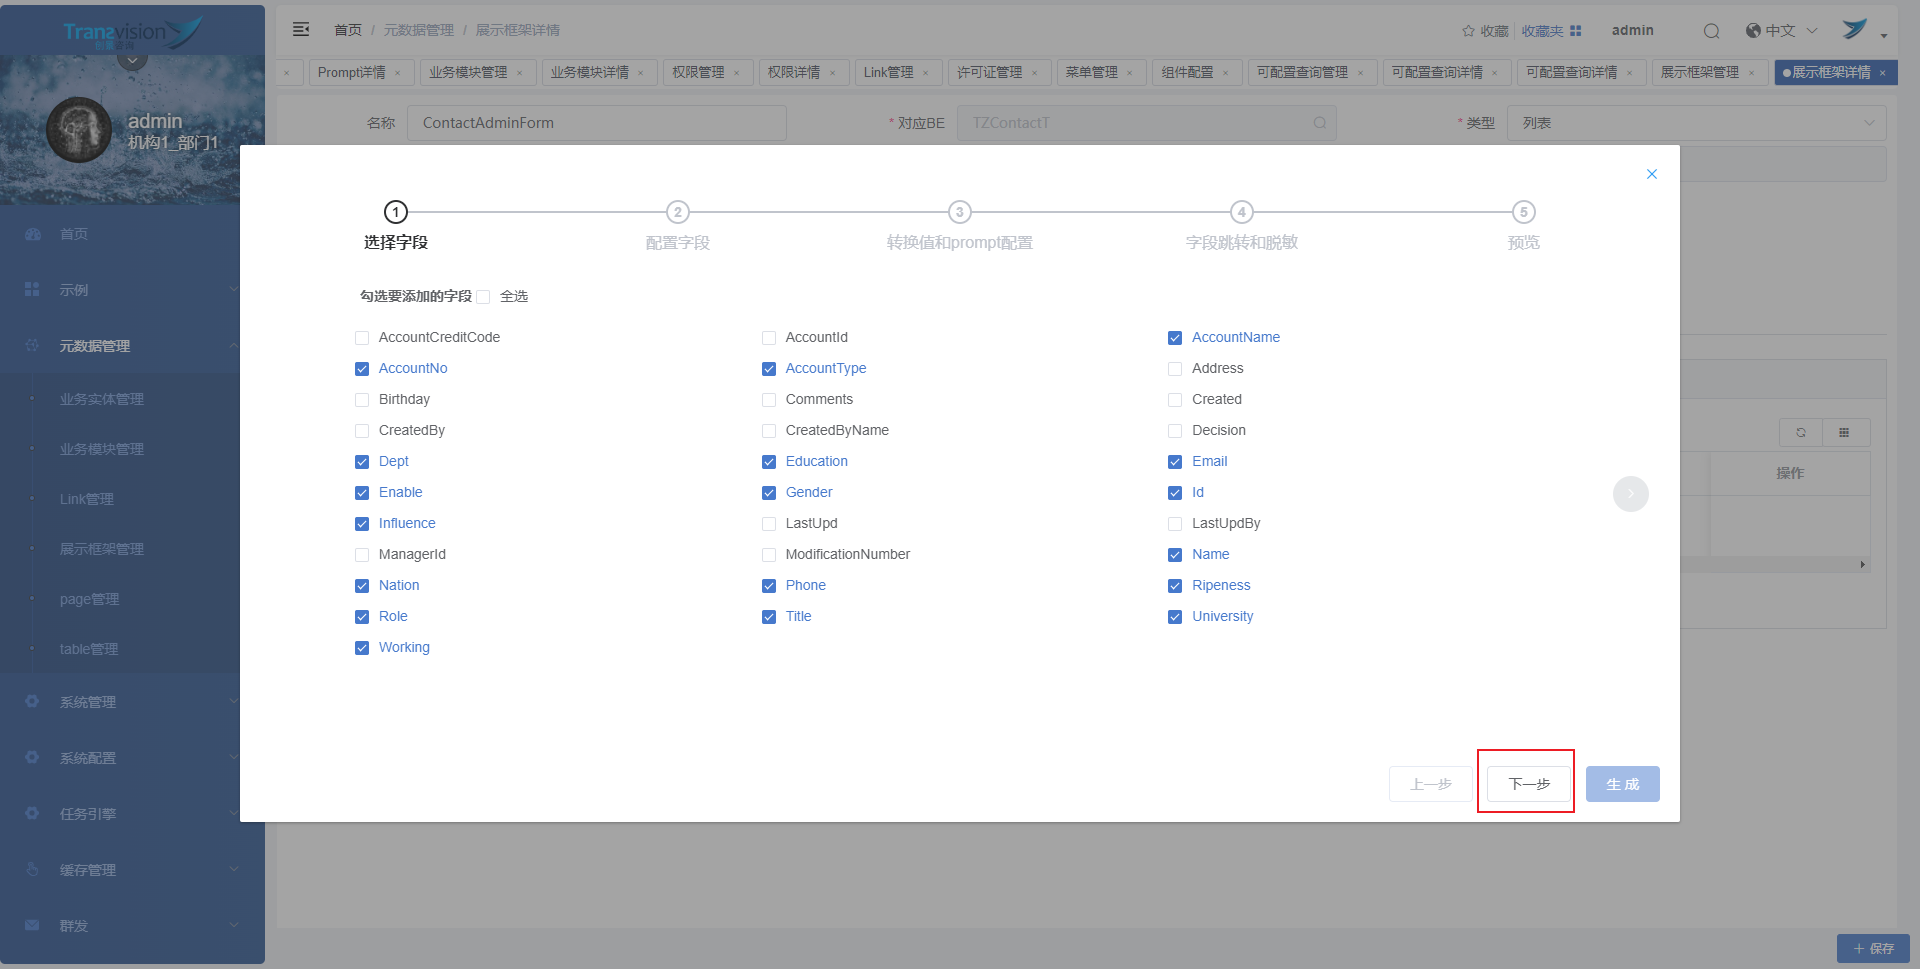 Tranzvision
创景咨询
admin
机构1_部门1
首页
示例
元数据管理
业务实体管理
业务模块管理
Link管理
展示框架管理
page管理
table管理
系统管理
系统配置
任务引擎
缓存管理
群发
首页 / 元数据管理 / 展示框架详情
收藏 收藏夹 admin 中文
Prompt详情 业务模块管理 业务模块详情 权限管理 权限详情 Link管理 许可证管理 菜单管理 组件配置 可配置查询管理 可配置查询详情 可配置查询详情 展示框架管理 展示框架详情
名称 ContactAdminForm * 对应BE TZContactT * 类型 列表
1 2 3 4 5
选择字段 配置字段 转换值和prompt配置 字段跳转和脱敏 预览
勾选要添加的字段 全选
AccountCreditCode AccountId AccountName
AccountNo AccountType Address
Birthday Comments Created
CreatedBy CreatedByName Decision
Dept Education Email
Enable Gender Id
Influence LastUpd LastUpdBy
ManagerId ModificationNumber Name
Nation Phone Ripeness
Role Title University
Working
操作
上一步 下一步 生成
+ 保存